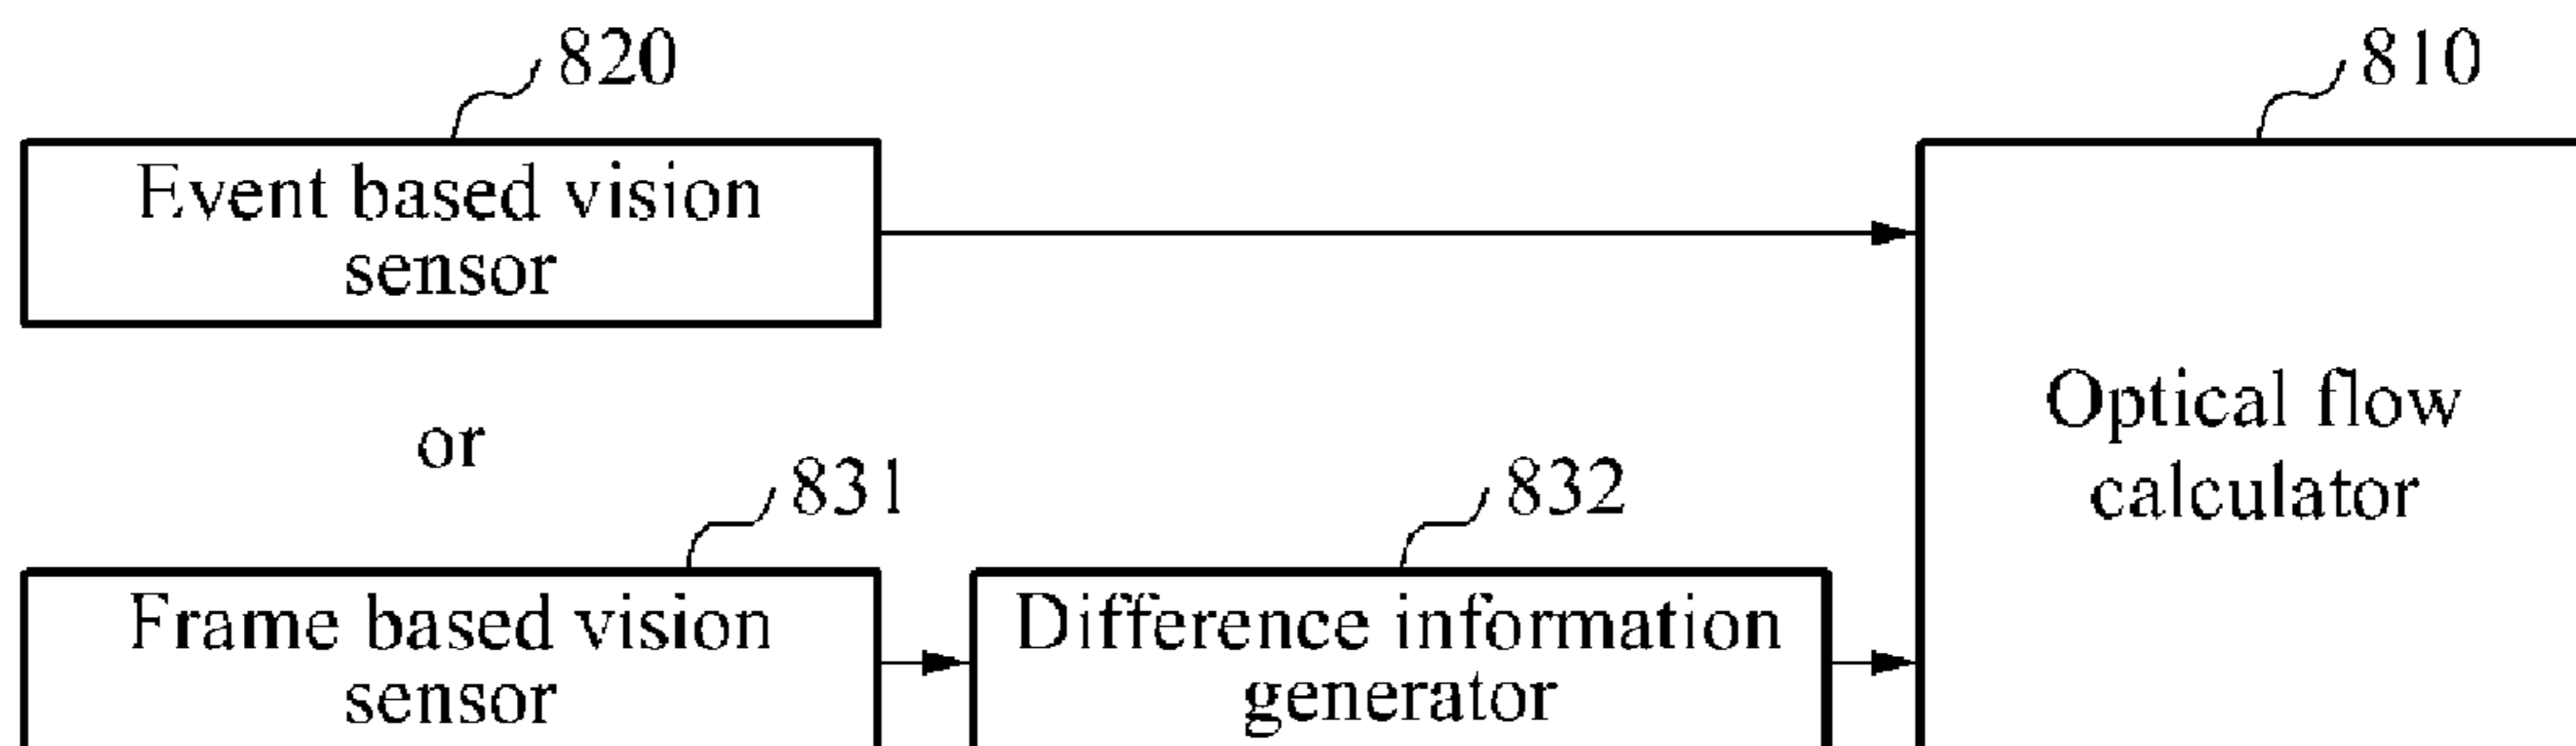 820
810
Event based vision
sensor
Optical flow
calculator
or
831
832
Frame based vision
sensor
Difference information
generator